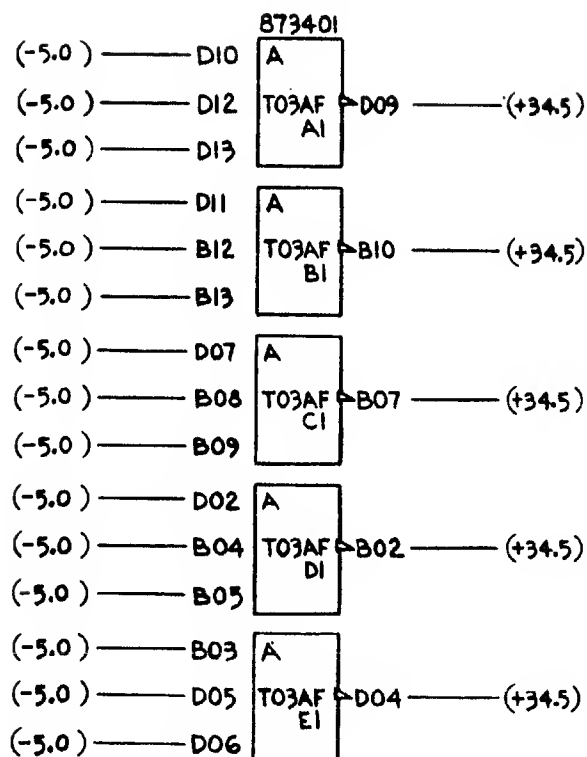 873401
(-5.0) D10 A
(-5.0) D12 T03AF D09 (+34.5)
A1
(-5.0) D13
(-5.0) D11 A
(-5.0) B12 T03AF B10 (+34.5)
B1
(-5.0) B13
(-5.0) D07 A
(-5.0) B08 T03AF B07 (+34.5)
C1
(-5.0) B09
(-5.0) D02 A
(-5.0) B04 T03AF B02 (+34.5)
D1
(-5.0) B05
(-5.0) B03 A
(-5.0) D05 T03AF D04 (+34.5)
E1
(-5.0) D06